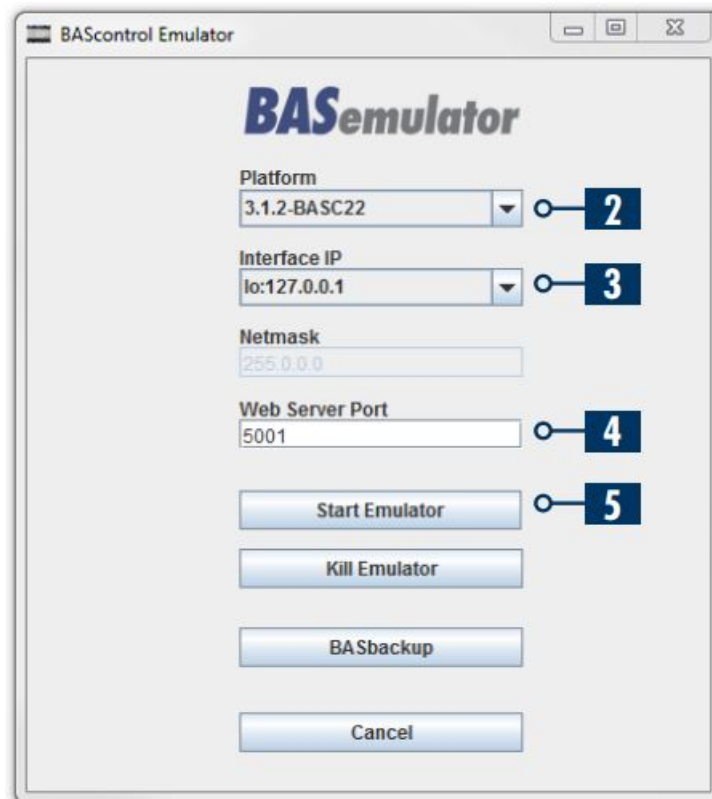 BAScontrol Emulator
BASemulator
Platform
3.1.2-BASC22
2
Interface IP
lo:127.0.0.1
3
Netmask
255.0.0.0
Web Server Port
5001
4
Start Emulator
5
Kill Emulator
BASbackup
Cancel